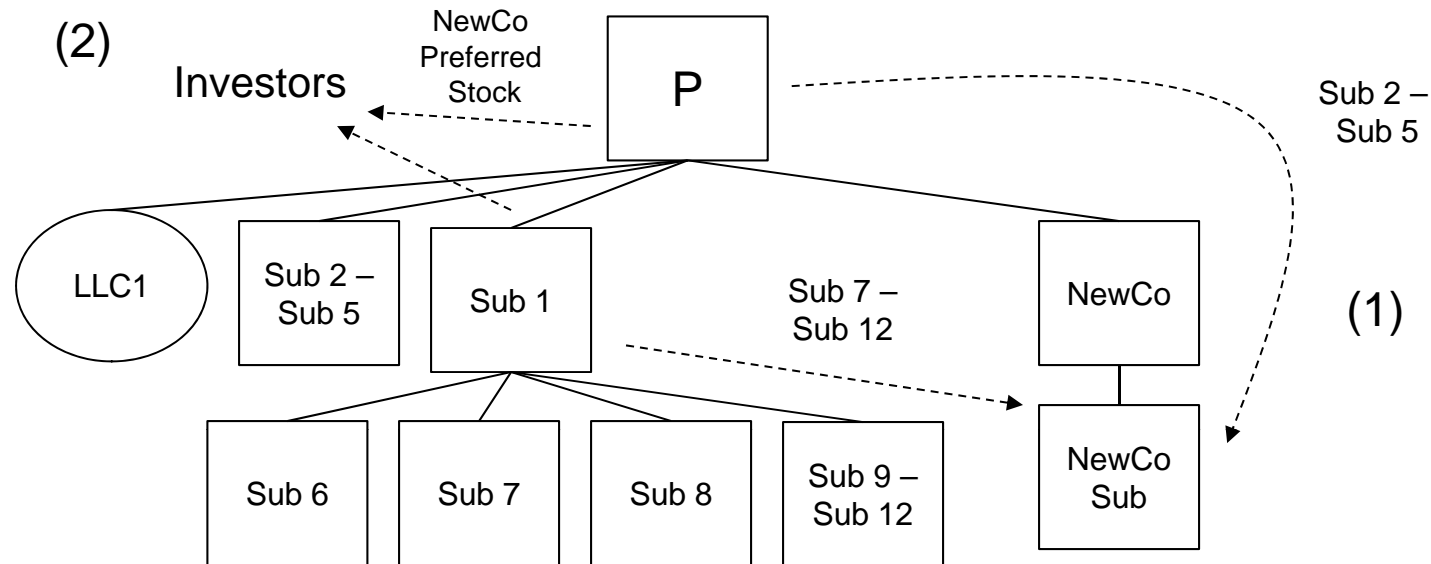 (2)
Investors
NewCo
Preferred
Stock
P
Sub 2 –
Sub 5
LLC1
Sub 2 –
Sub 5
Sub 1
Sub 7 –
Sub 12
NewCo
(1)
Sub 6
Sub 7
Sub 8
Sub 9 –
Sub 12
NewCo
Sub